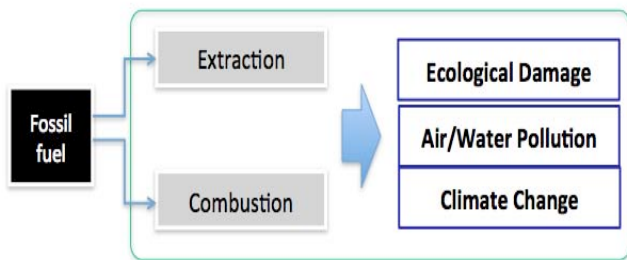 Fossil
fuel
Extraction
Combustion
Ecological Damage
Air/Water Pollution
Climate Change